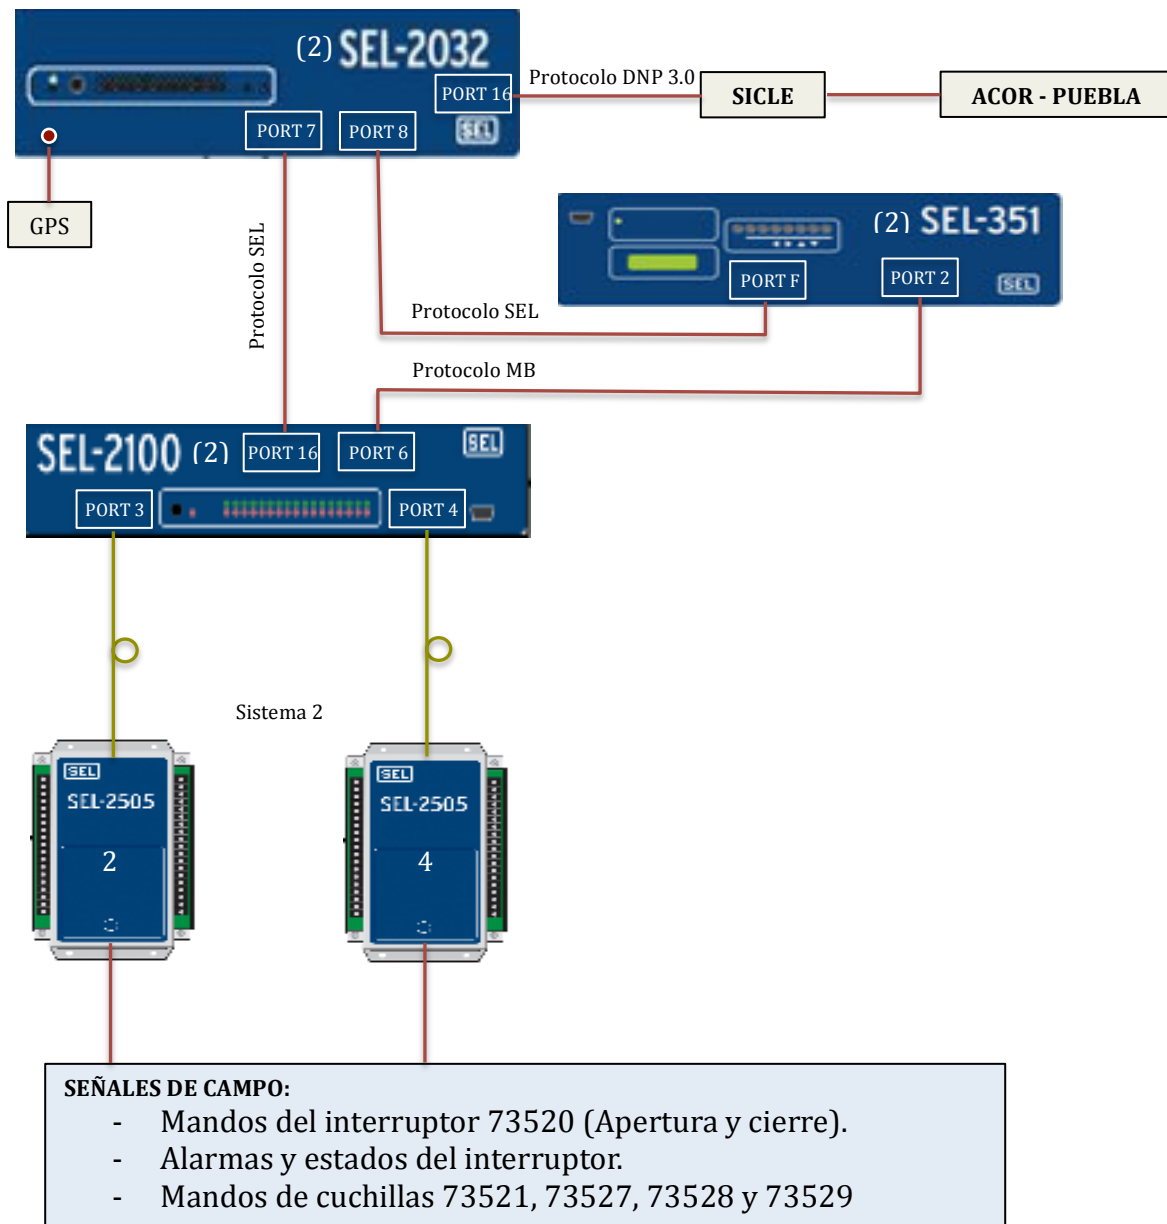 (2) SEL-2032
PORT 16
Protocolo DNP 3.0
SICLE
ACOR - PUEBLA
PORT 7
PORT 8
SEL
GPS
Protocolo SEL
(2) SEL-351
PORT F
PORT 2
SEL
Protocolo SEL
Protocolo MB
SEL-2100 (2)
PORT 16
PORT 6
SEL
PORT 3
PORT 4
Sistema 2
SEL
SEL-2505
2
SEL
SEL-2505
4
SEÑALES DE CAMPO:
- Mandos del interruptor 73520 (Apertura y cierre).
- Alarmas y estados del interruptor.
- Mandos de cuchillas 73521, 73527, 73528 y 73529